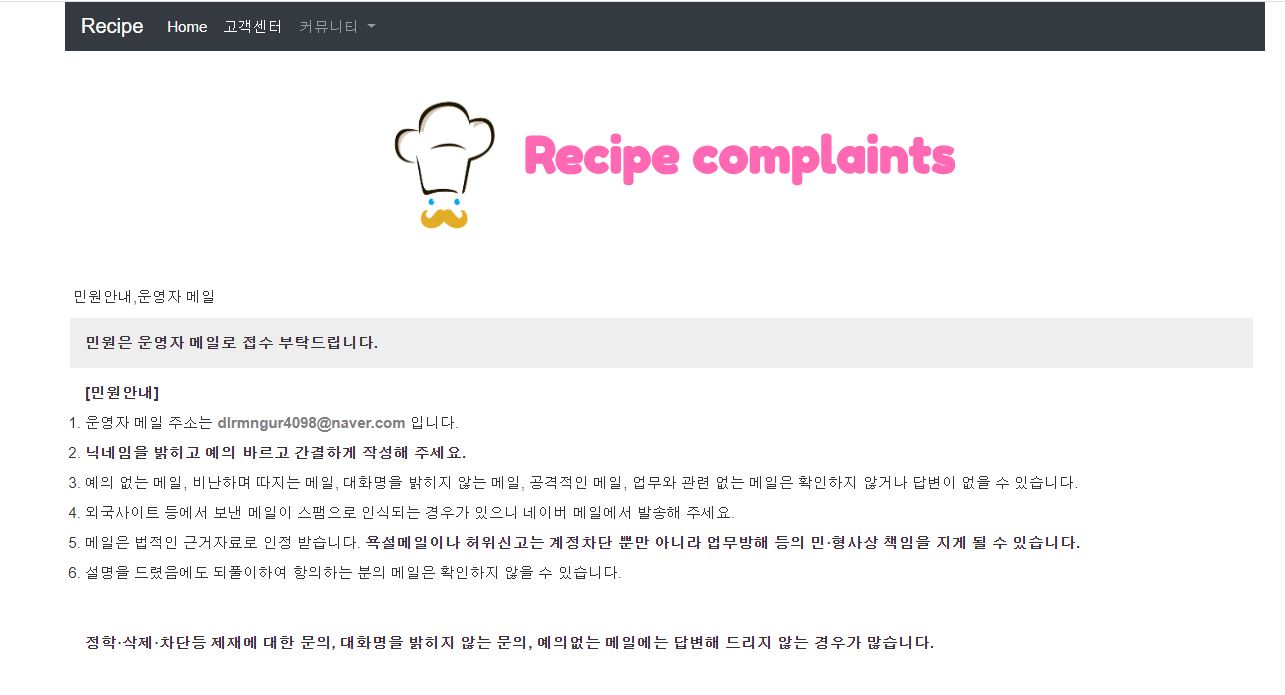 Recipe Home 고객센터 커뮤니티
Recipe complaints
민원안내,운영자 메일
민원은 운영자 메일로 접수 부탁드립니다.
[민원안내]
1. 운영자 메일 주소는 dlrmngur4098@naver.com 입니다.
2. 닉네임을 밝히고 예의 바르고 간결하게 작성해 주세요.
3. 예의 없는 메일, 비난하며 따지는 메일, 대화명을 밝히지 않는 메일, 공격적인 메일, 업무와 관련 없는 메일은 확인하지 않거나 답변이 없을 수 있습니다.
4. 외국사이트 등에서 보낸 메일이 스팸으로 인식되는 경우가 있으니 네이버 메일에서 발송해 주세요.
5. 메일은 법적인 근거자료로 인정 받습니다. 욕설메일이나 허위신고는 계정차단 뿐만 아니라 업무방해 등의 민·형사상 책임을 지게 될 수 있습니다.
6. 설명을 드렸음에도 되풀이하여 항의하는 분의 메일은 확인하지 않을 수 있습니다.
정학·삭제·차단등 제재에 대한 문의, 대화명을 밝히지 않는 문의, 예의없는 메일에는 답변해 드리지 않는 경우가 많습니다.